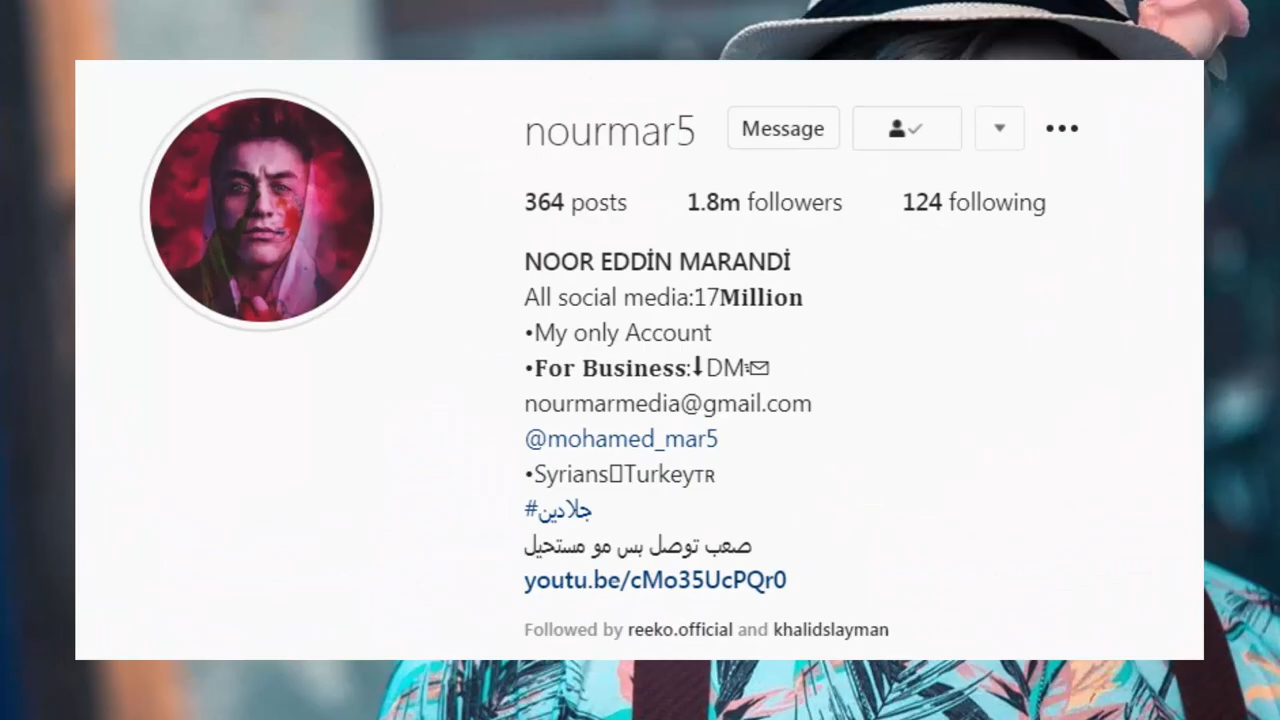 nourmar5 Message
364 posts 1.8m followers 124 following
NOOR EDDİN MARANDİ
All social media:17Million
•My only Account
•For Business:⬇DM📨
nourmarmedia@gmail.com
@mohamed_mar5
•Syrians▯TurkeyTR
#جلادين
صعب توصل بس مو مستحيل
youtu.be/cMo35UcPQr0
Followed by reeko.official and khalidslayman